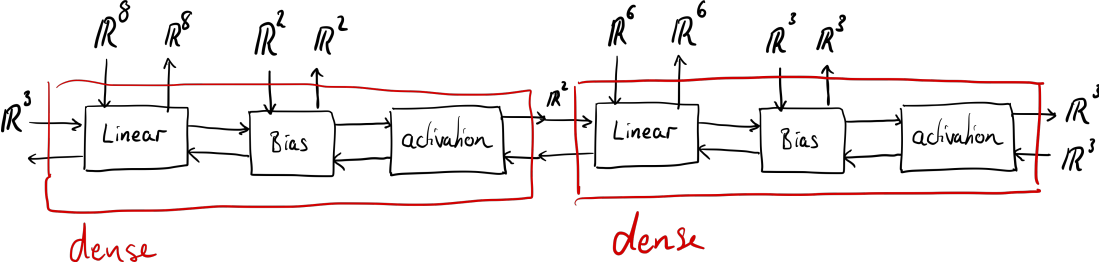 ℝ⁸ ℝ⁸ ℝ² ℝ² ℝ⁶ ℝ⁶ ℝ³ ℝ³
ℝ³ Linear Bias activation ℝ² Linear Bias activation ℝ³
ℝ³
dense dense